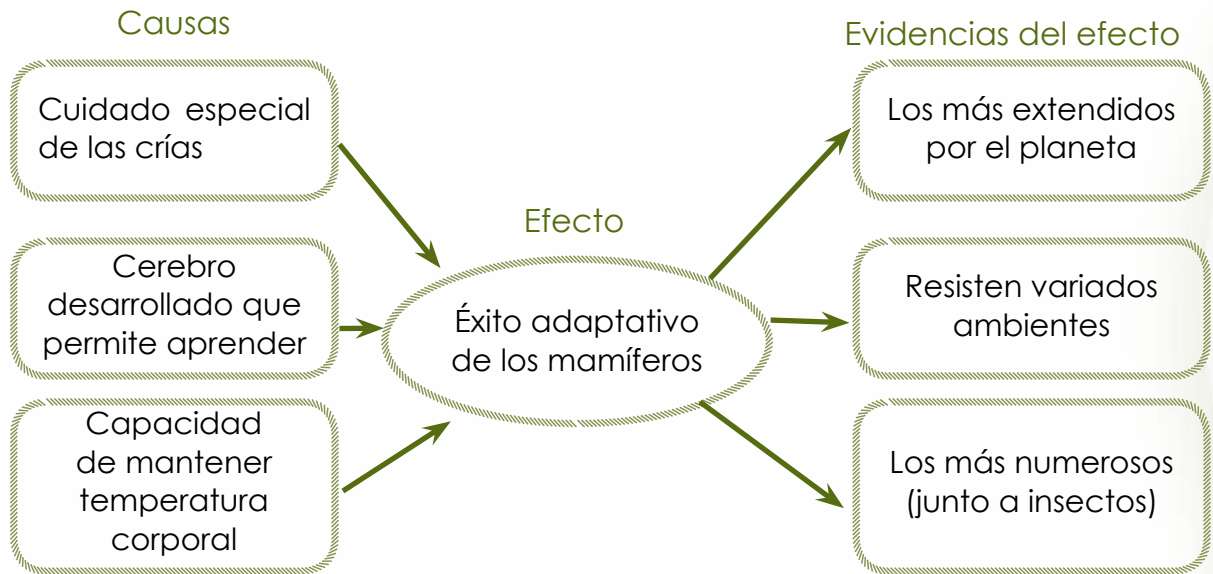 Causas
Cuidado especial
de las crías
Cerebro
desarrollado que
permite aprender
Capacidad
de mantener
temperatura
corporal
Efecto
Éxito adaptativo
de los mamíferos
Evidencias del efecto
Los más extendidos
por el planeta
Resisten variados
ambientes
Los más numerosos
(junto a insectos)